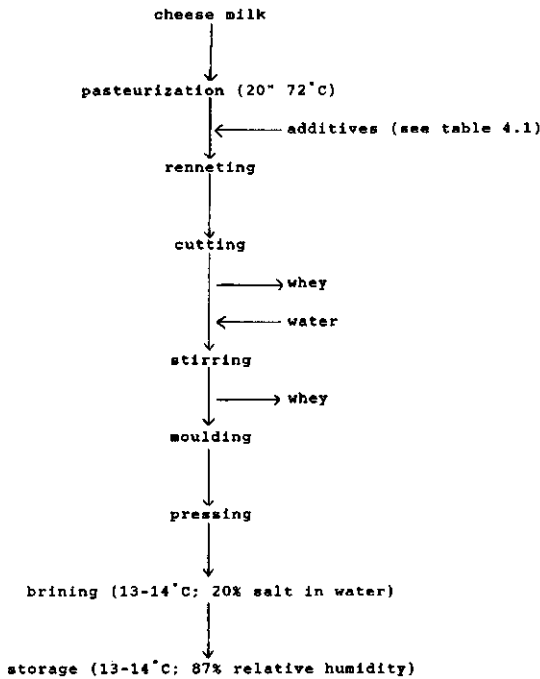 cheese milk
pasteurization (20" 72°C)
additives (see table 4.1)
renneting
cutting
whey
water
stirring
whey
moulding
pressing
brining (13-14°C; 20% salt in water)
storage (13-14°C; 87% relative humidity)